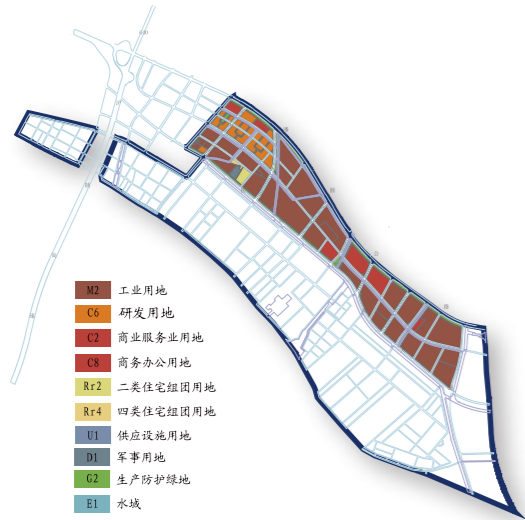 M2 工业用地
C6 研发用地
C2 商业服务业用地
C8 商务办公用地
Rr2 二类住宅组团用地
Rr4 四类住宅组团用地
U1 供应设施用地
D1 军事用地
G2 生产防护绿地
E1 水域